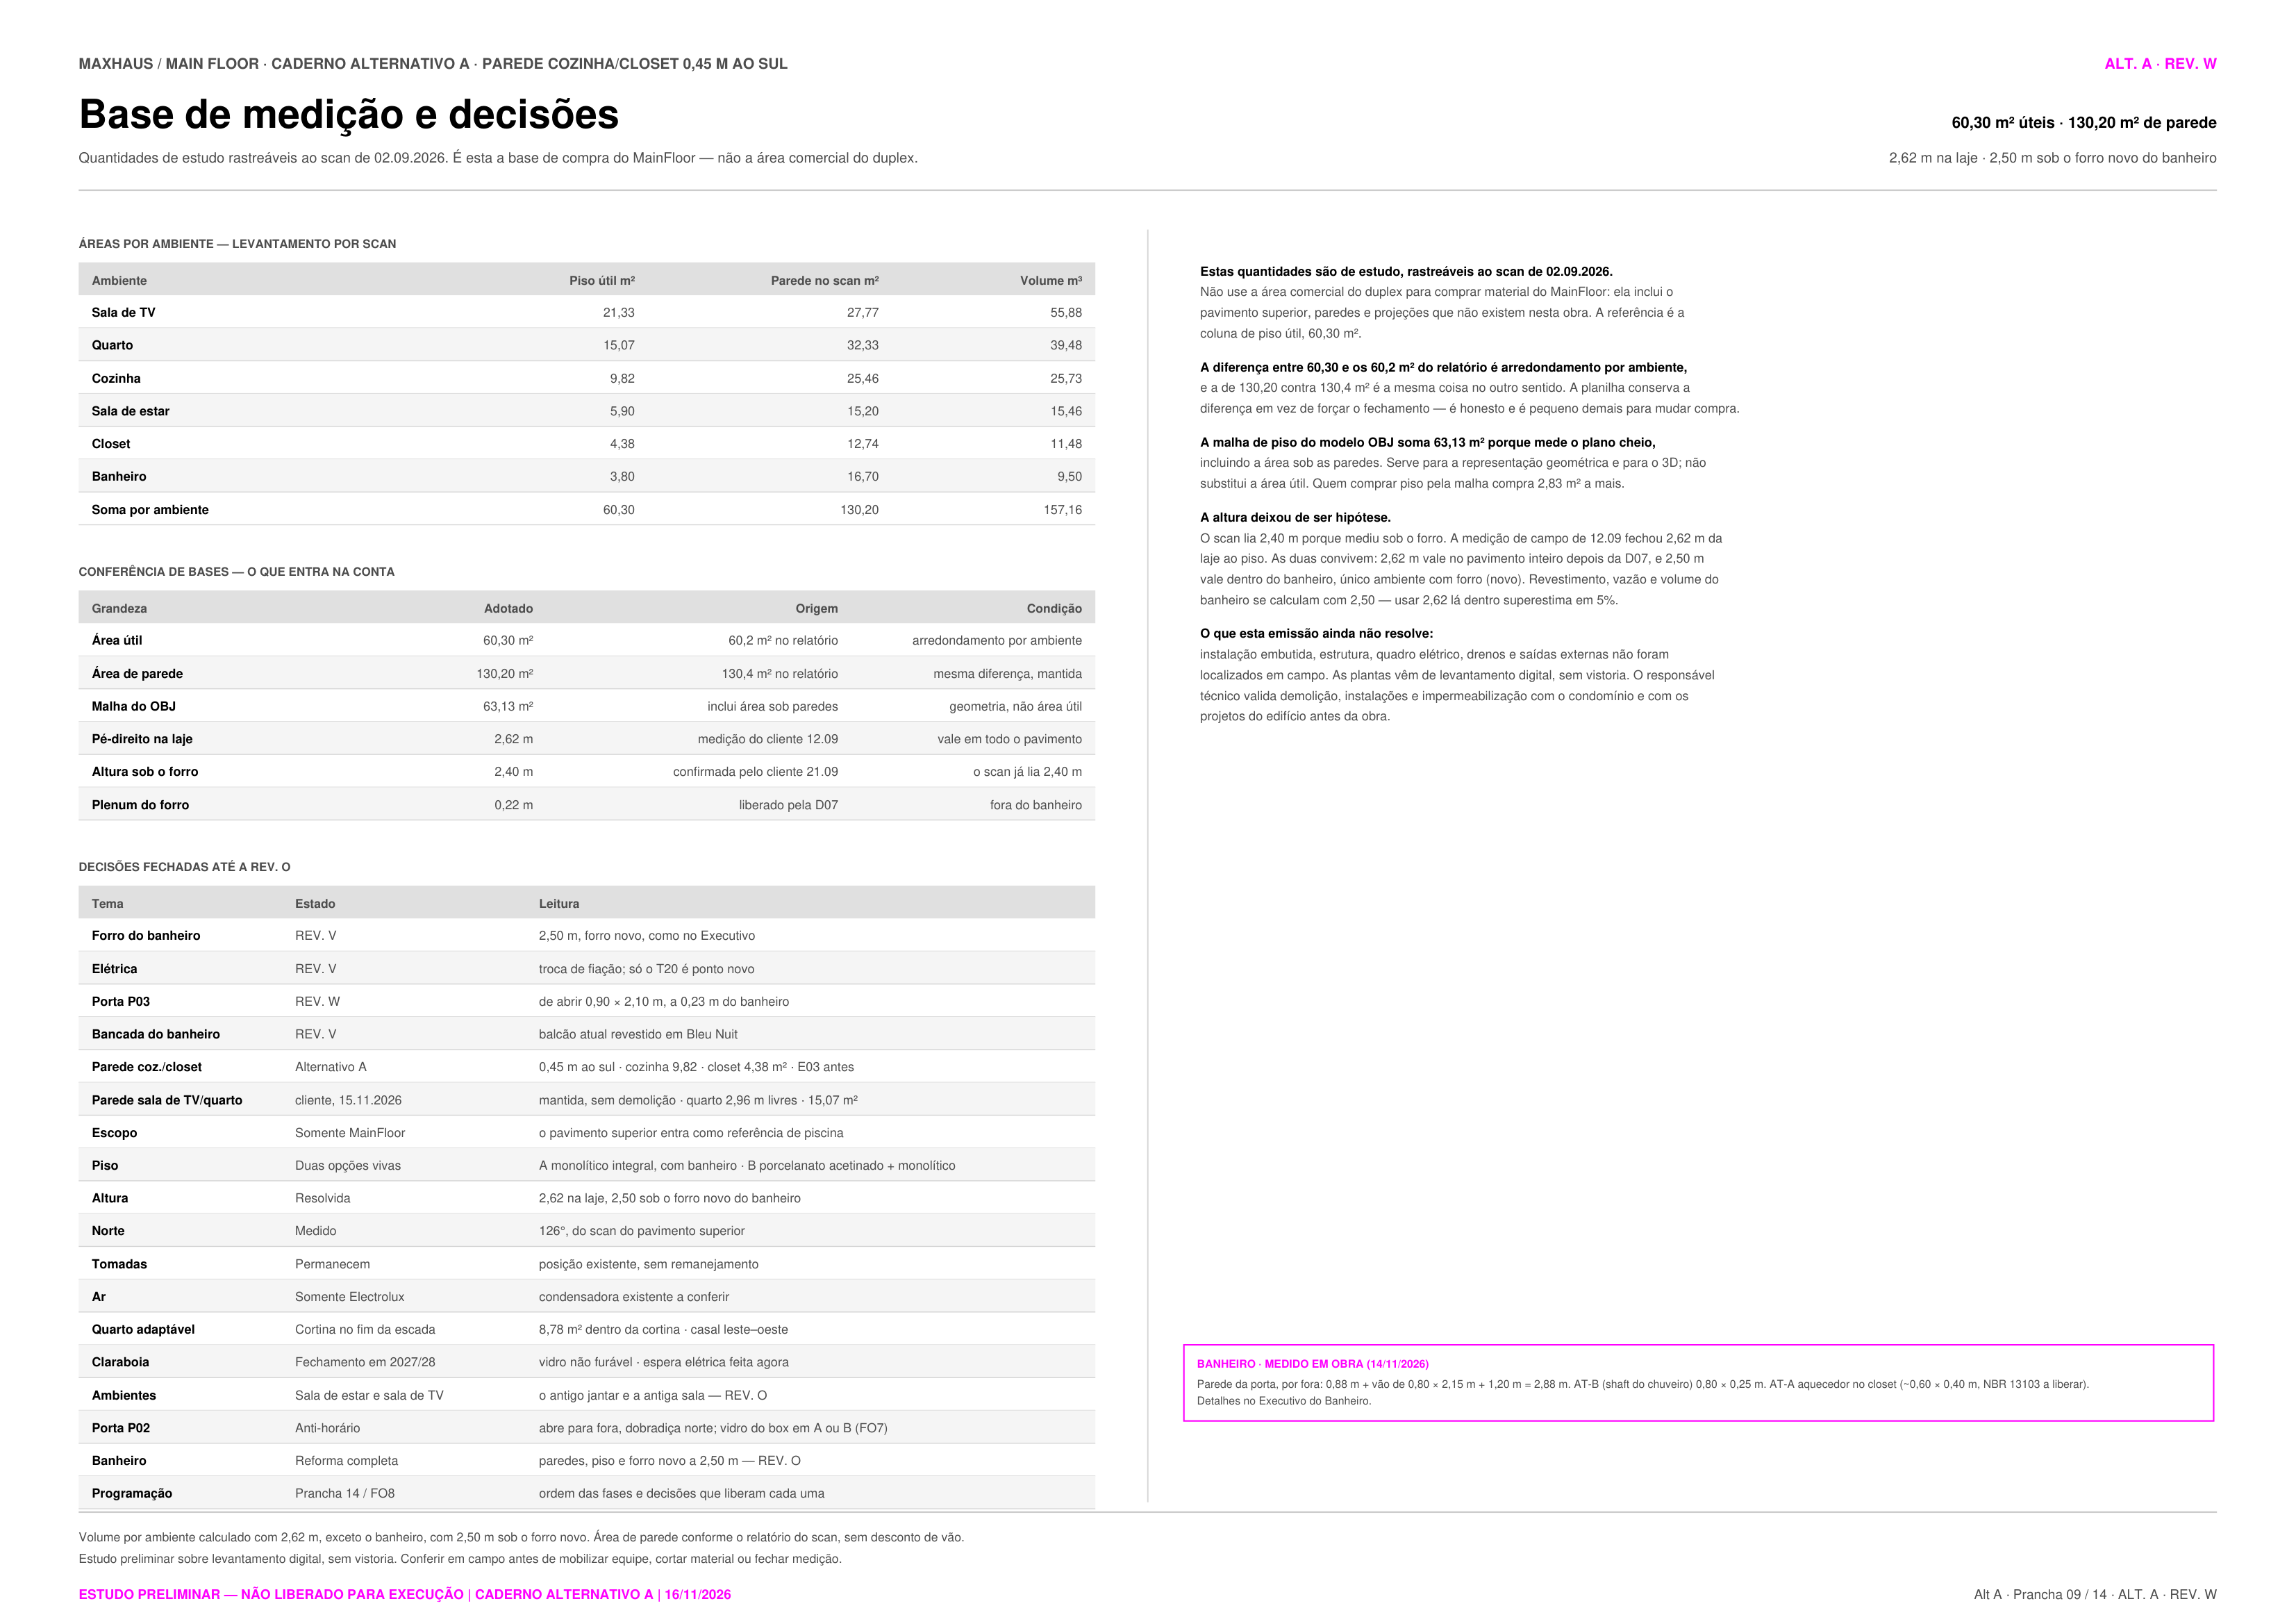 MAXHAUS / MAIN FLOOR · CADERNO ALTERNATIVO A · PAREDE COZINHA/CLOSET 0,45 M AO SUL
ALT. A · REV. W
Base de medição e decisões
60,30 m² úteis · 130,20 m² de parede
Quantidades de estudo rastreáveis ao scan de 02.09.2026. É esta a base de compra do MainFloor — não a área comercial do duplex.
2,62 m na laje · 2,50 m sob o forro novo do banheiro
ÁREAS POR AMBIENTE — LEVANTAMENTO POR SCAN
Ambiente Piso útil m² Parede no scan m² Volume m³
Sala de TV 21,33 27,77 55,88
Quarto 15,07 32,33 39,48
Cozinha 9,82 25,46 25,73
Sala de estar 5,90 15,20 15,46
Closet 4,38 12,74 11,48
Banheiro 3,80 16,70 9,50
Soma por ambiente 60,30 130,20 157,16
CONFERÊNCIA DE BASES — O QUE ENTRA NA CONTA
Grandeza Adotado Origem Condição
Área útil 60,30 m² 60,2 m² no relatório arredondamento por ambiente
Área de parede 130,20 m² 130,4 m² no relatório mesma diferença, mantida
Malha do OBJ 63,13 m² inclui área sob paredes geometria, não área útil
Pé-direito na laje 2,62 m medição do cliente 12.09 vale em todo o pavimento
Altura sob o forro 2,40 m confirmada pelo cliente 21.09 o scan já lia 2,40 m
Plenum do forro 0,22 m liberado pela D07 fora do banheiro
DECISÕES FECHADAS ATÉ A REV. O
Tema Estado Leitura
Forro do banheiro REV. V 2,50 m, forro novo, como no Executivo
Elétrica REV. V troca de fiação; só o T20 é ponto novo
Porta P03 REV. W de abrir 0,90 × 2,10 m, a 0,23 m do banheiro
Bancada do banheiro REV. V balcão atual revestido em Bleu Nuit
Parede coz./closet Alternativo A 0,45 m ao sul · cozinha 9,82 · closet 4,38 m² · E03 antes
Parede sala de TV/quarto cliente, 15.11.2026 mantida, sem demolição · quarto 2,96 m livres · 15,07 m²
Escopo Somente MainFloor o pavimento superior entra como referência de piscina
Piso Duas opções vivas A monolítico integral, com banheiro · B porcelanato acetinado + monolítico
Altura Resolvida 2,62 na laje, 2,50 sob o forro novo do banheiro
Norte Medido 126°, do scan do pavimento superior
Tomadas Permanecem posição existente, sem remanejamento
Ar Somente Electrolux condensadora existente a conferir
Quarto adaptável Cortina no fim da escada 8,78 m² dentro da cortina · casal leste–oeste
Claraboia Fechamento em 2027/28 vidro não furável · espera elétrica feita agora
Ambientes Sala de estar e sala de TV o antigo jantar e a antiga sala — REV. O
Porta P02 Anti-horário abre para fora, dobradiça norte; vidro do box em A ou B (FO7)
Banheiro Reforma completa paredes, piso e forro novo a 2,50 m — REV. O
Programação Prancha 14 / FO8 ordem das fases e decisões que liberam cada uma
Estas quantidades são de estudo, rastreáveis ao scan de 02.09.2026.
Não use a área comercial do duplex para comprar material do MainFloor: ela inclui o
pavimento superior, paredes e projeções que não existem nesta obra. A referência é a
coluna de piso útil, 60,30 m².
A diferença entre 60,30 e os 60,2 m² do relatório é arredondamento por ambiente,
e a de 130,20 contra 130,4 m² é a mesma coisa no outro sentido. A planilha conserva a
diferença em vez de forçar o fechamento — é honesto e é pequeno demais para mudar compra.
A malha de piso do modelo OBJ soma 63,13 m² porque mede o plano cheio,
incluindo a área sob as paredes. Serve para a representação geométrica e para o 3D; não
substitui a área útil. Quem comprar piso pela malha compra 2,83 m² a mais.
A altura deixou de ser hipótese.
O scan lia 2,40 m porque mediu sob o forro. A medição de campo de 12.09 fechou 2,62 m da
laje ao piso. As duas convivem: 2,62 m vale no pavimento inteiro depois da D07, e 2,50 m
vale dentro do banheiro, único ambiente com forro (novo). Revestimento, vazão e volume do
banheiro se calculam com 2,50 — usar 2,62 lá dentro superestima em 5%.
O que esta emissão ainda não resolve:
instalação embutida, estrutura, quadro elétrico, drenos e saídas externas não foram
localizados em campo. As plantas vêm de levantamento digital, sem vistoria. O responsável
técnico valida demolição, instalações e impermeabilização com o condomínio e com os
projetos do edifício antes da obra.
BANHEIRO · MEDIDO EM OBRA (14/11/2026)
Parede da porta, por fora: 0,88 m + vão de 0,80 × 2,15 m + 1,20 m = 2,88 m. AT-B (shaft do chuveiro) 0,80 × 0,25 m. AT-A aquecedor no closet (~0,60 × 0,40 m, NBR 13103 a liberar).
Detalhes no Executivo do Banheiro.
Volume por ambiente calculado com 2,62 m, exceto o banheiro, com 2,50 m sob o forro novo. Área de parede conforme o relatório do scan, sem desconto de vão.
Estudo preliminar sobre levantamento digital, sem vistoria. Conferir em campo antes de mobilizar equipe, cortar material ou fechar medição.
ESTUDO PRELIMINAR — NÃO LIBERADO PARA EXECUÇÃO | CADERNO ALTERNATIVO A | 16/11/2026
Alt A · Prancha 09 / 14 · ALT. A · REV. W